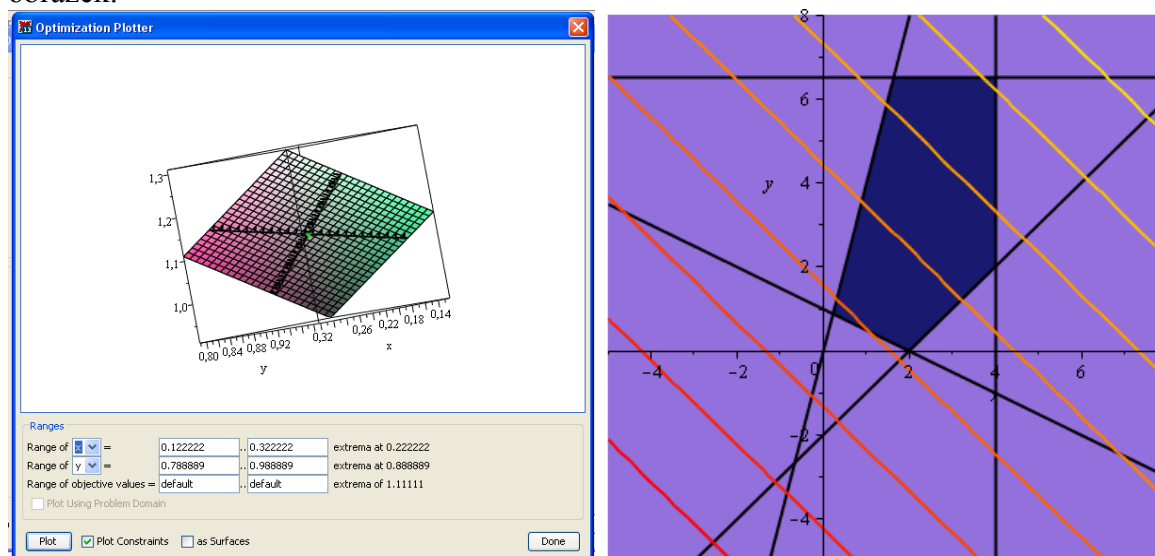 obrázek:
Optimization Plotter
1,3
1,2
1,1
1,0
0,80 0,84 0,88 0,92
0,32 0,26 0,22 0,18 0,14
y
x
Ranges
Range of x = 0.122222 .. 0.322222 extrema at 0.222222
Range of y = 0.788889 .. 0.988889 extrema at 0.888889
Range of objective values = default .. default extrema of 1.11111
Plot Using Problem Domain
Plot Plot Constraints as Surfaces Done
8
6
y
4
2
-4 -2 0 2 4 6
x
-2
-4